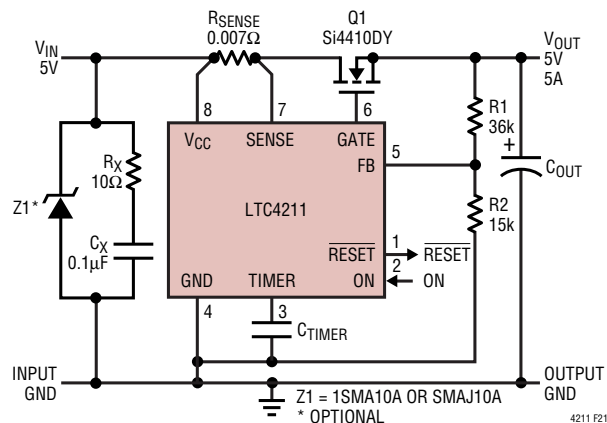 RSENSE
0.007Ω
Q1
Si4410DY
VIN
5V
VOUT
5V
5A
8
7
6
VCC
SENSE
GATE
FB
5
R1
36k
+
COUT
RX
10Ω
Z1*
LTC4211
R2
15k
CX
0.1µF
RESET
1
RESET
2
ON
ON
GND
TIMER
4
3
CTIMER
INPUT
GND
OUTPUT
GND
Z1 = 1SMA10A OR SMAJ10A
* OPTIONAL
4211 F21